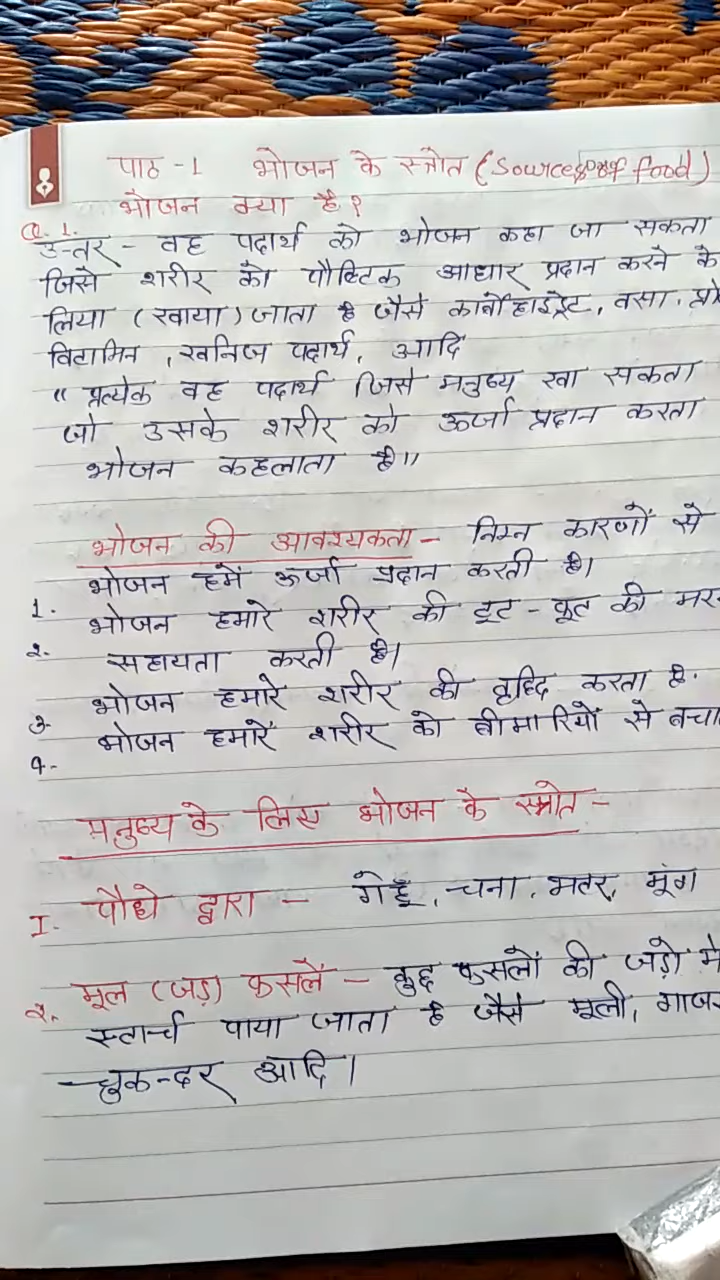 पाठ -1 भोजन के स्त्रोत (Sources of food)
Q.1. भोजन क्या है?
उत्तर - वह पदार्थ को भोजन कहा जा सकता
जिसे शरीर को पौष्टिक आधार प्रदान करने के
लिया (खाया) जाता है जैसे कार्बोहाइड्रेट, वसा,
विटामिन, खनिज पदार्थ, आदि
"प्रत्येक वह पदार्थ जिसे मनुष्य खा सकता
जो उसके शरीर को ऊर्जा प्रदान करता
भोजन कहलाता है।"
भोजन की आवश्यकता - निम्न कारणों से
1. भोजन हमें ऊर्जा प्रदान करती है।
2. भोजन हमारे शरीर की टूट - फूट की
सहायता करती है।
3. भोजन हमारे शरीर की वृद्धि करता है.
4. भोजन हमारें शरीर को बीमारियों से बचा
मनुष्य के लिए भोजन के स्त्रोत -
I. पौधे द्वारा - गेहूँ, चना, मटर, मूंग
2. मूल (जड़) फसलें - कुछ फसलों की जड़ो मे
स्टार्च पाया जाता है जैसे मूली, गाजर
चुकन्दर आदि।